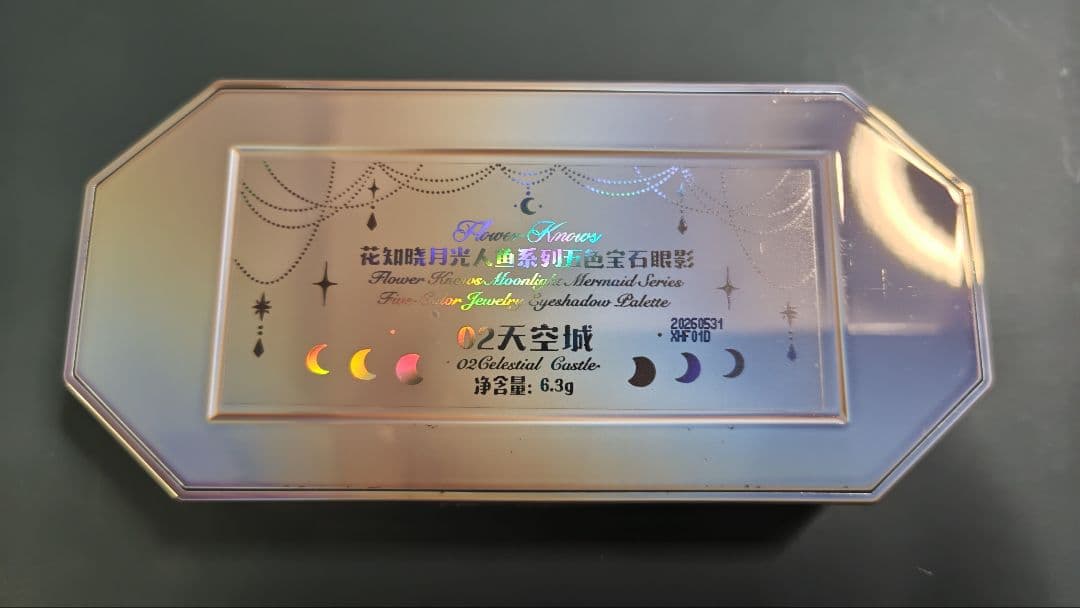 Flower Knows
花知晓月光人鱼系列五色宝石眼影
Flower Knows Moonlight Mermaid Series
Five-Color Jewelry Eyeshadow Palette
02天空城
02Celestial Castle
净含量: 6.3g
20260531
XHF01D